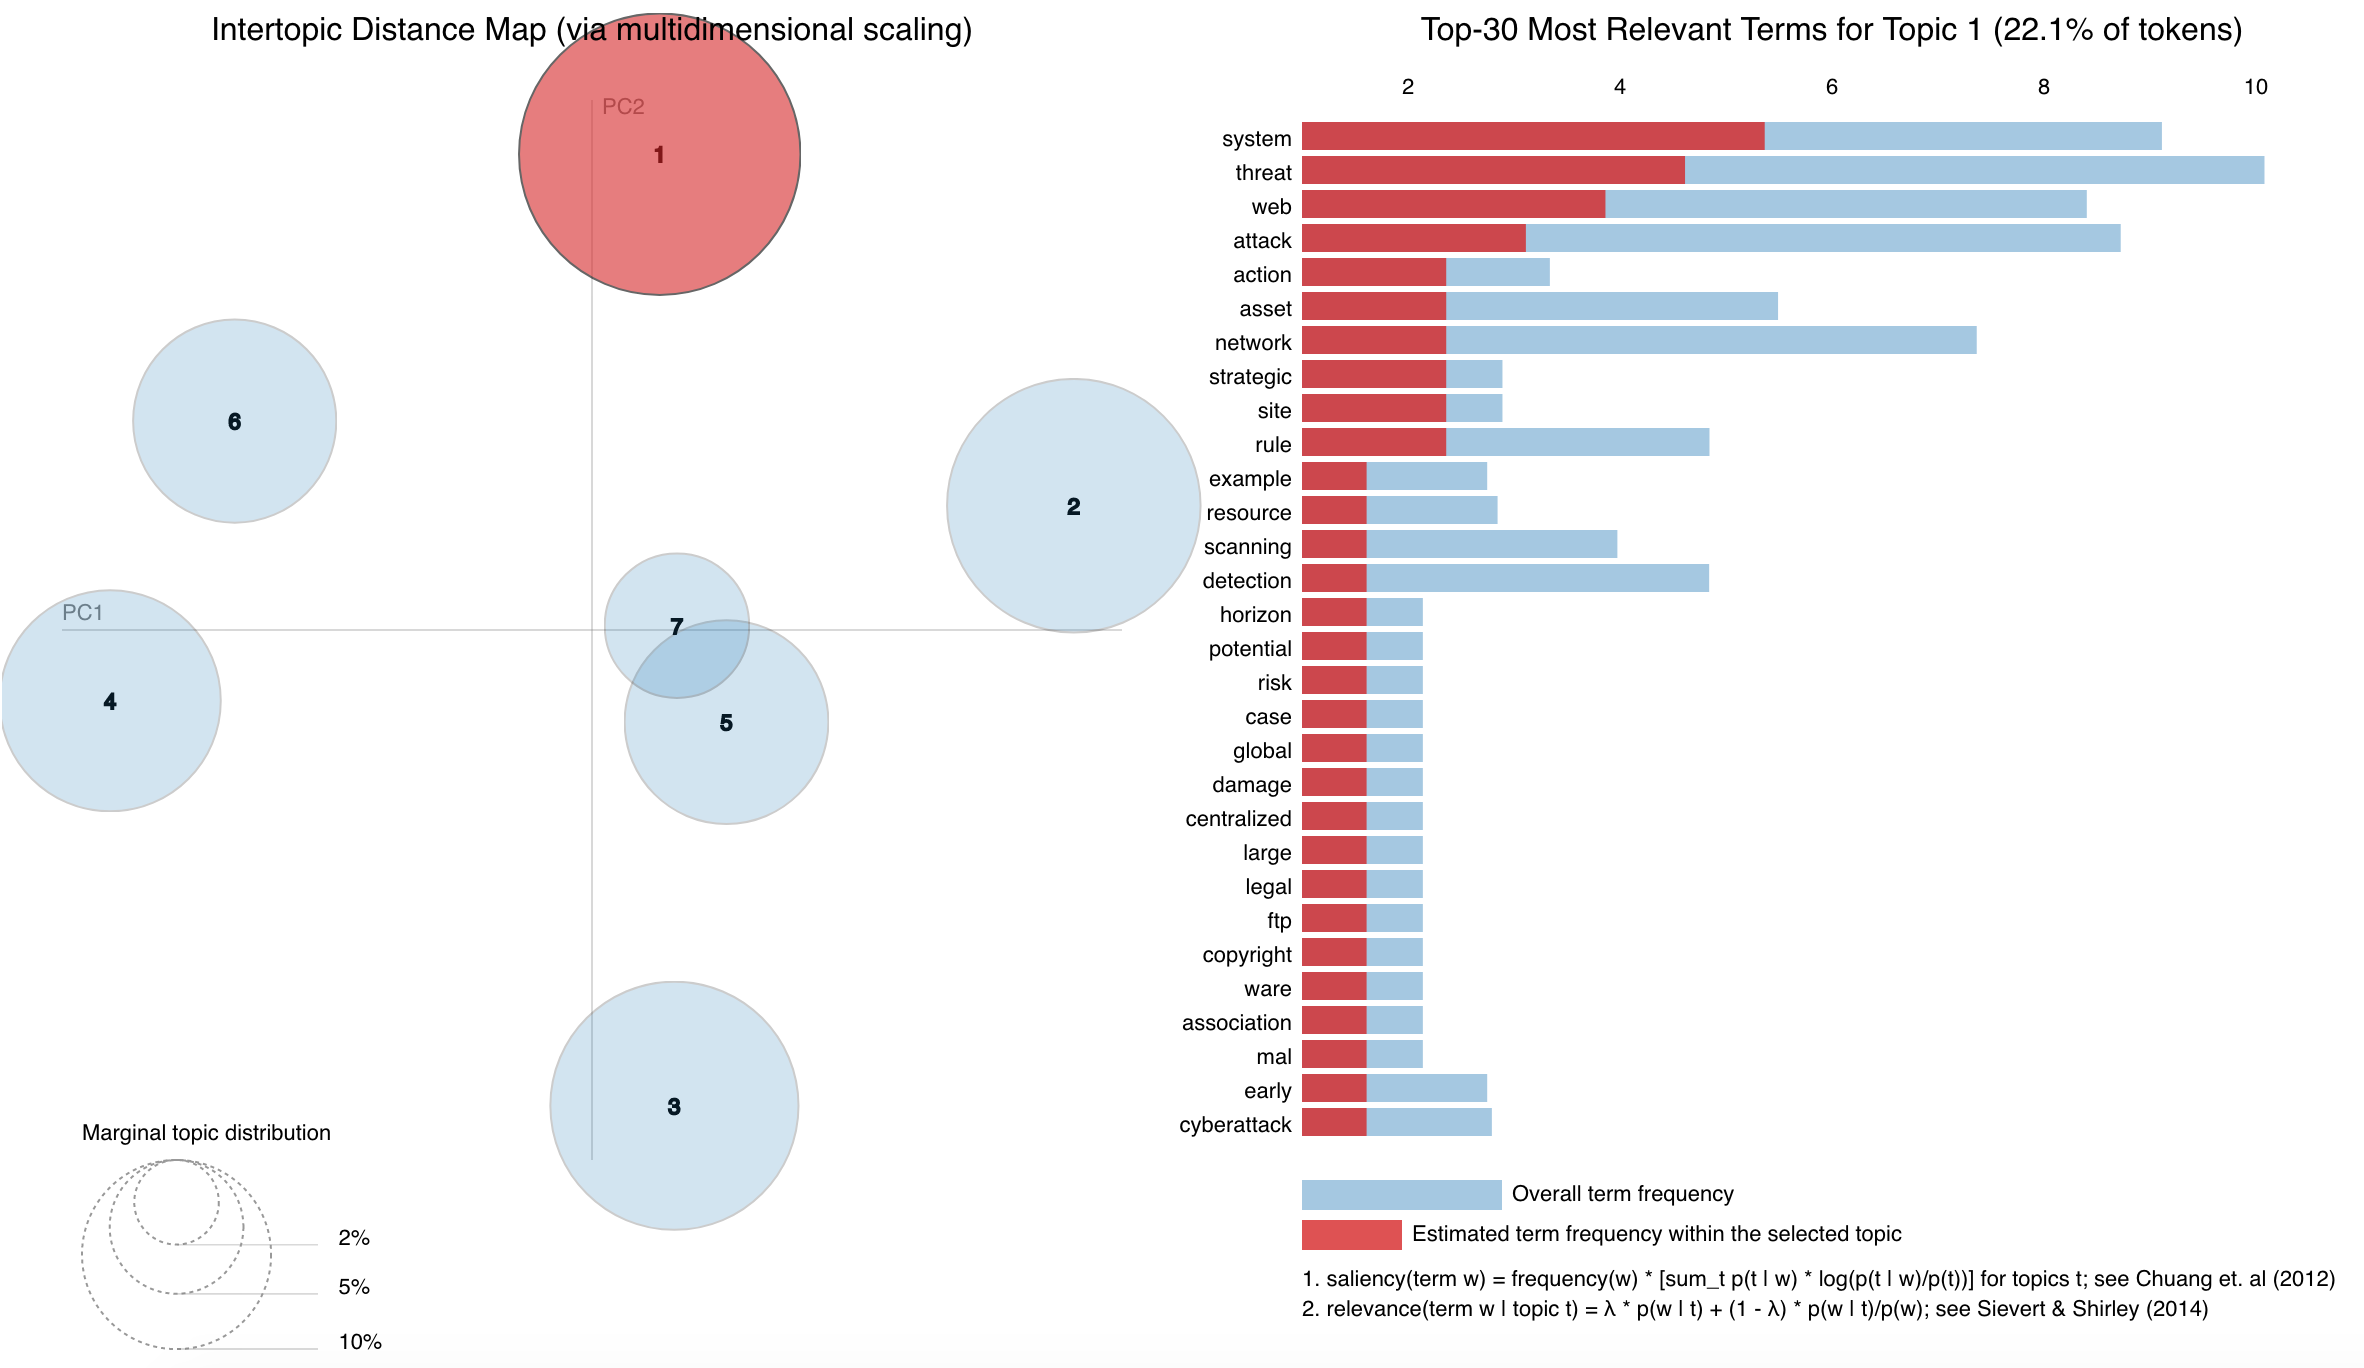 Intertopic Distance Map (via multidimensional scaling)
PC2
1
6
2
7
PC1
4
5
3
Marginal topic distribution
2%
5%
10%
Top-30 Most Relevant Terms for Topic 1 (22.1% of tokens)
2 4 6 8 10
system
threat
web
attack
action
asset
network
strategic
site
rule
example
resource
scanning
detection
horizon
potential
risk
case
global
damage
centralized
large
legal
ftp
copyright
ware
association
mal
early
cyberattack
Overall term frequency
Estimated term frequency within the selected topic
1. saliency(term w) = frequency(w) * [sum_t p(t | w) * log(p(t | w)/p(t))] for topics t; see Chuang et. al (2012)
2. relevance(term w | topic t) = λ * p(w | t) + (1 - λ) * p(w | t)/p(w); see Sievert & Shirley (2014)